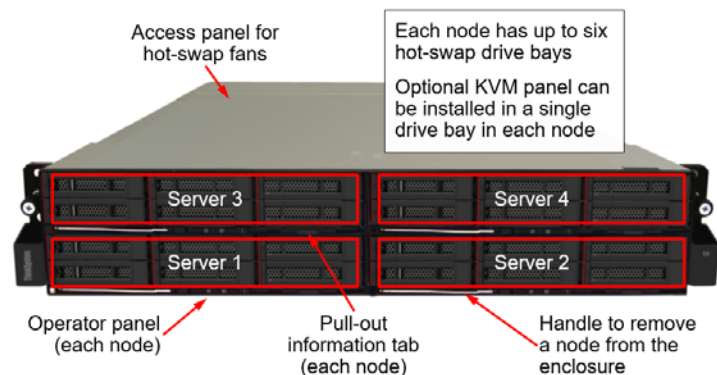 Access panel for
hot-swap fans
Each node has up to six
hot-swap drive bays
Optional KVM panel can
be installed in a single
drive bay in each node
Server 3
Server 4
Server 1
Server 2
Operator panel
(each node)
Pull-out
information tab
(each node)
Handle to remove
a node from the
enclosure